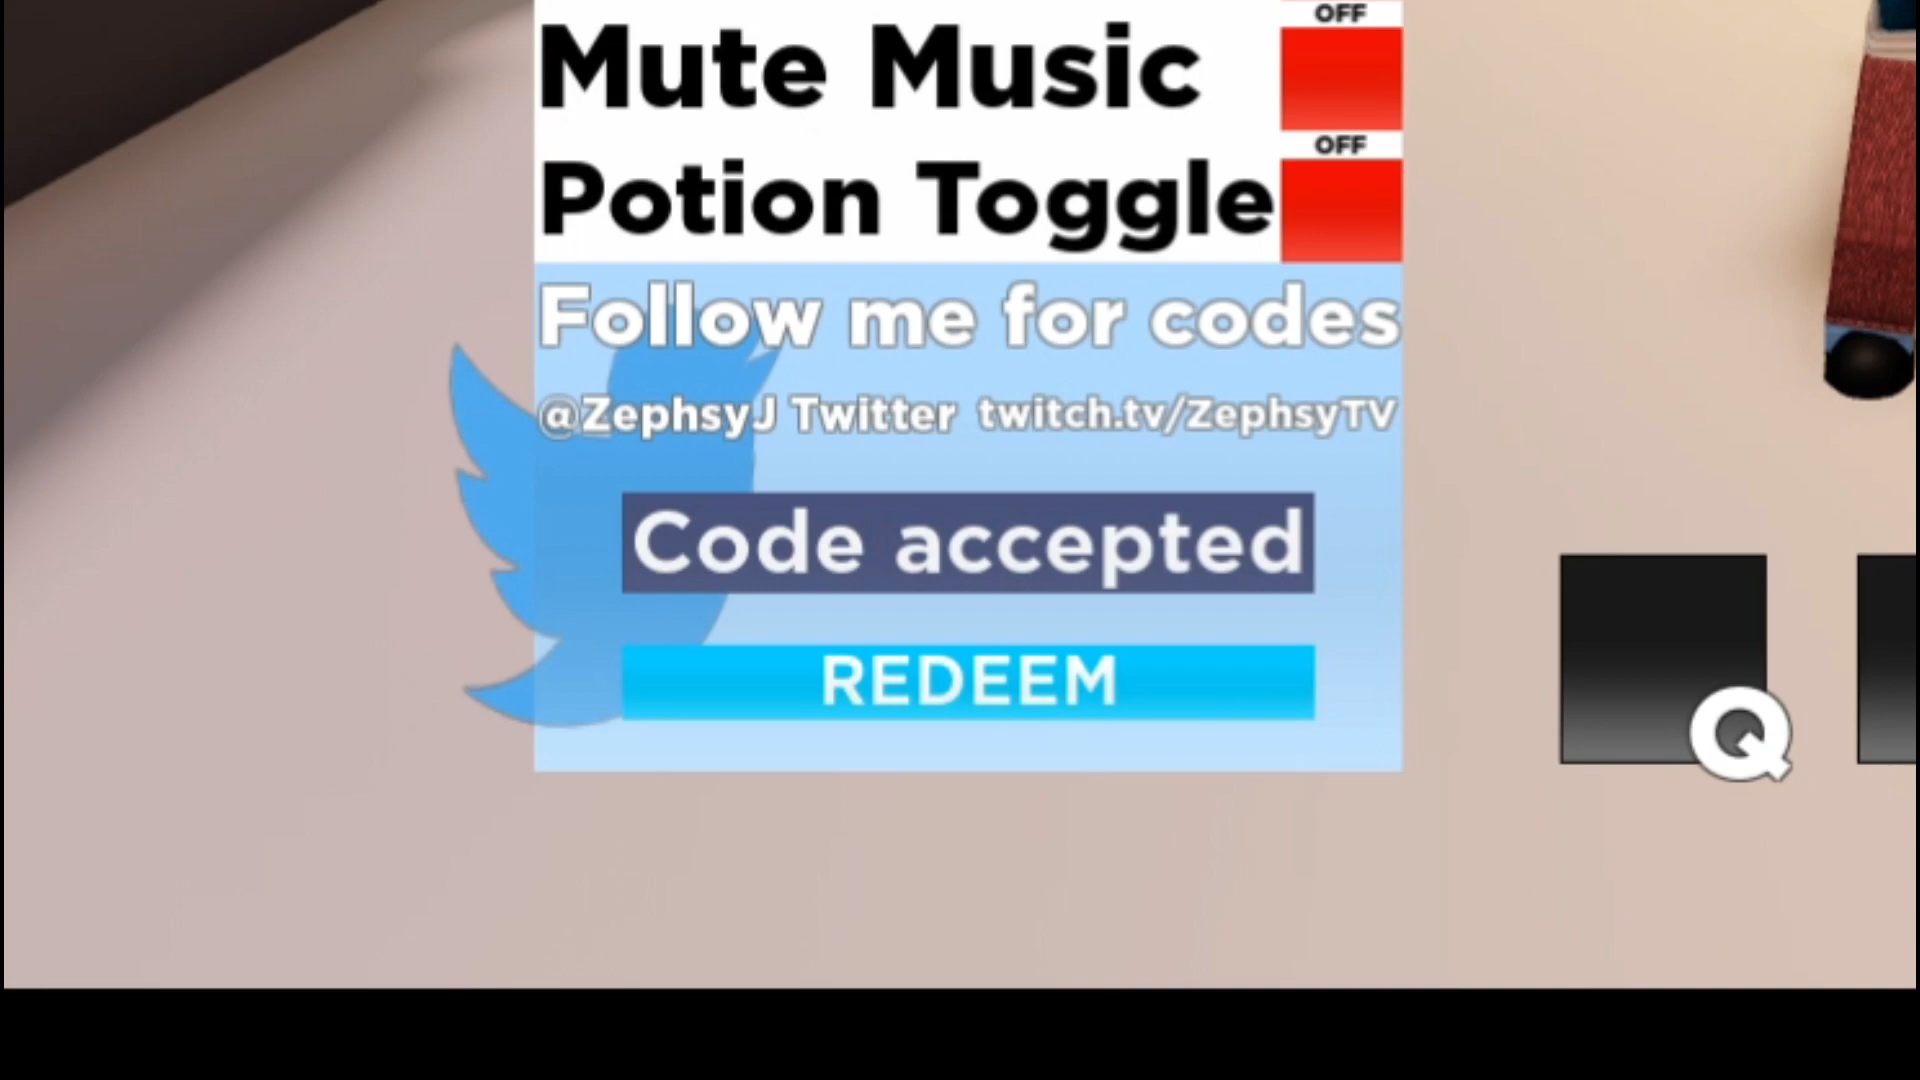 OFF
Mute Music
OFF
Potion Toggle
Follow me for codes
@ZephsyJ Twitter twitch.tv/ZephsyTV
Code accepted
REDEEM
Q